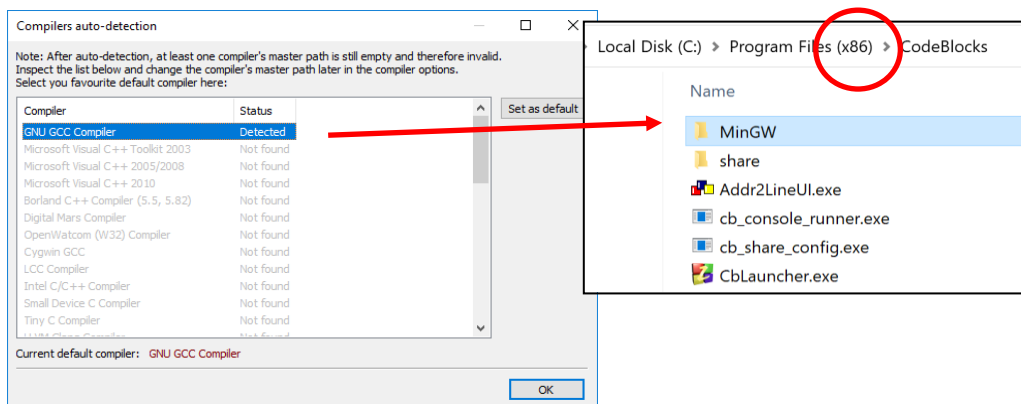 Compilers auto-detection
Note: After auto-detection, at least one compiler's master path is still empty and therefore invalid.
Inspect the list below and change the compiler's master path later in the compiler options.
Select you favourite default compiler here:
Compiler Status
GNU GCC Compiler Detected
Microsoft Visual C++ Toolkit 2003 Not found
Microsoft Visual C++ 2005/2008 Not found
Microsoft Visual C++ 2010 Not found
Borland C++ Compiler (5.5, 5.82) Not found
Digital Mars Compiler Not found
OpenWatcom (W32) Compiler Not found
Cygwin GCC Not found
LCC Compiler Not found
Intel C/C++ Compiler Not found
Small Device C Compiler Not found
Tiny C Compiler Not found
Set as default
Current default compiler: GNU GCC Compiler
OK
Local Disk (C:) > Program Files (x86) > CodeBlocks
Name
MinGW
share
Addr2LineUI.exe
cb_console_runner.exe
cb_share_config.exe
CbLauncher.exe